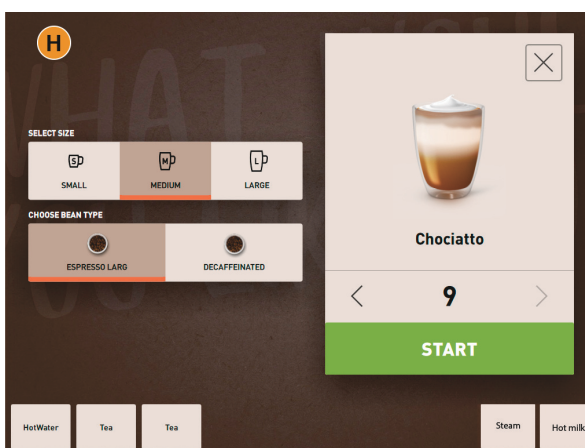 H
SELECT SIZE
S
M
L
SMALL
MEDIUM
LARGE
CHOOSE BEAN TYPE
ESPRESSO LARG
DECAFFEINATED
Chociatto
9
START
HotWater
Tea
Tea
Steam
Hot milk